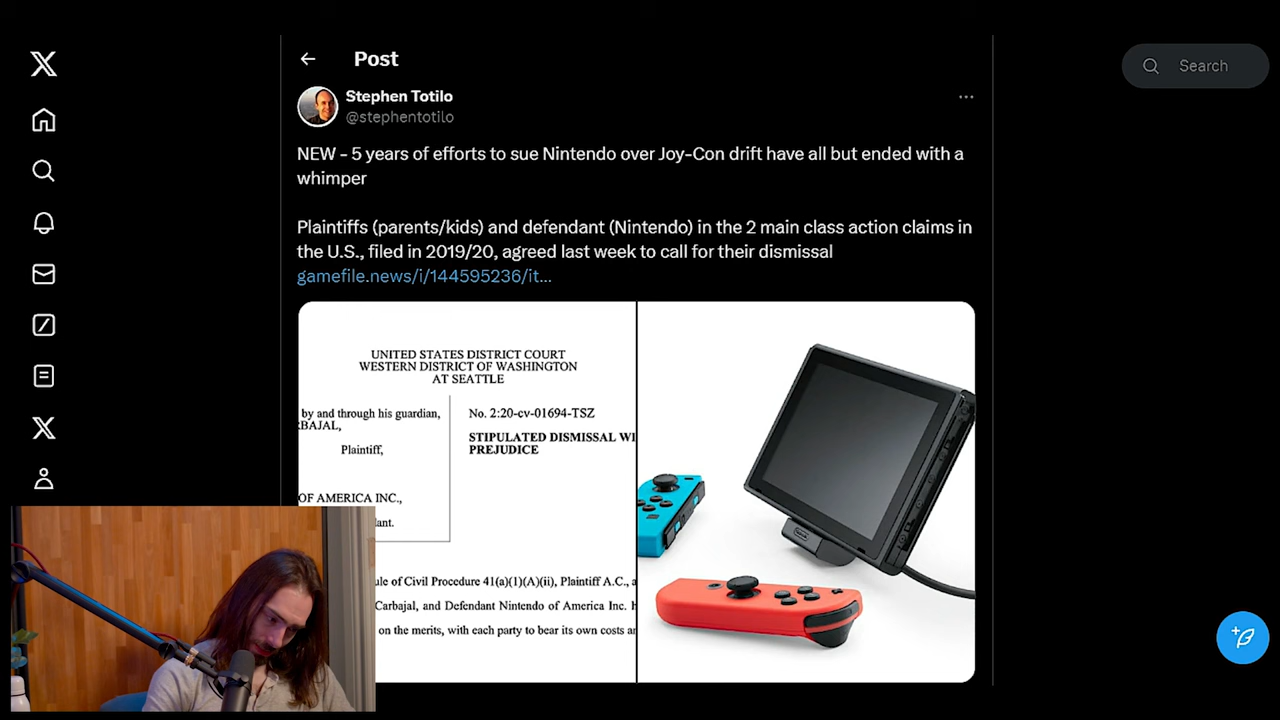 Post
Search
Stephen Totilo
@stephentotilo
NEW - 5 years of efforts to sue Nintendo over Joy-Con drift have all but ended with a
whimper
Plaintiffs (parents/kids) and defendant (Nintendo) in the 2 main class action claims in
the U.S., filed in 2019/20, agreed last week to call for their dismissal
gamefile.news/i/144595236/it...
UNITED STATES DISTRICT COURT
WESTERN DISTRICT OF WASHINGTON
AT SEATTLE
by and through his guardian,
RBAJAL,
Plaintiff,
OF AMERICA INC.,
lant.
No. 2:20-cv-01694-TSZ
STIPULATED DISMISSAL WI
PREJUDICE
ule of Civil Procedure 41(a)(1)(A)(ii), Plaintiff A.C., a
Carbajal, and Defendant Nintendo of America Inc. h
on the merits, with each party to bear its own costs a